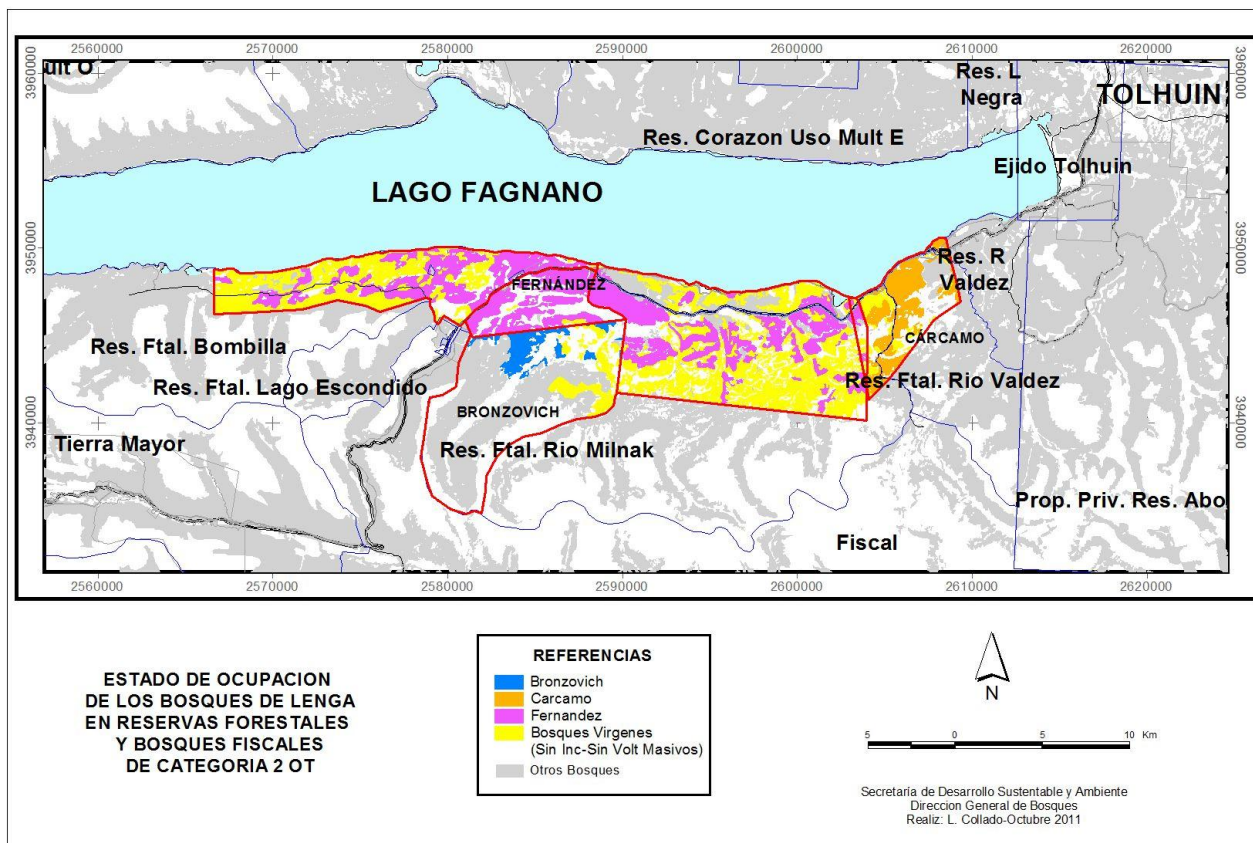 2560000 2570000 2580000 2590000 2600000 2610000 2620000
3960000 3960000
ult O
Res. L
Negra
TOLHUIN
Res. Corazon Uso Mult E
Ejido Tolhuin
LAGO FAGNANO
3950000 3950000
Res. R
Valdez
FERNÁNDEZ
CÁRCAMO
Res. Ftal. Bombilla
Res. Ftal. Lago Escondido
Res. Ftal. Rio Valdez
BRONZOVICH
3940000 3940000
Tierra Mayor
Res. Ftal. Rio Milnak
Prop. Priv. Res. Abo
Fiscal
2560000 2570000 2580000 2590000 2600000 2610000 2620000
ESTADO DE OCUPACION
DE LOS BOSQUES DE LENGA
EN RESERVAS FORESTALES
Y BOSQUES FISCALES
DE CATEGORIA 2 OT
REFERENCIAS
Bronzovich
Carcamo
Fernandez
Bosques Virgenes
(Sin Inc-Sin Volt Masivos)
Otros Bosques
N
5 0 5 10 Km
Secretaría de Desarrollo Sustentable y Ambiente
Direccion General de Bosques
Realiz: L. Collado-Octubre 2011